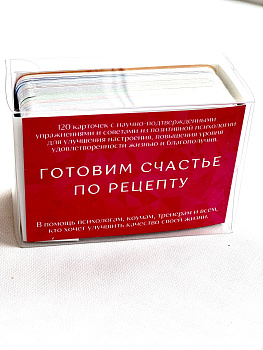 120 карточек с научно-подтвержденными
упражнениями и советами из позитивной психологии
для улучшения настроения, повышения уровня
удовлетворенности жизнью и благополучия.
ГОТОВИМ СЧАСТЬЕ
ПО РЕЦЕПТУ
В помощь психологам, коучам, тренерам и всем,
кто хочет улучшить качество своей жизни.